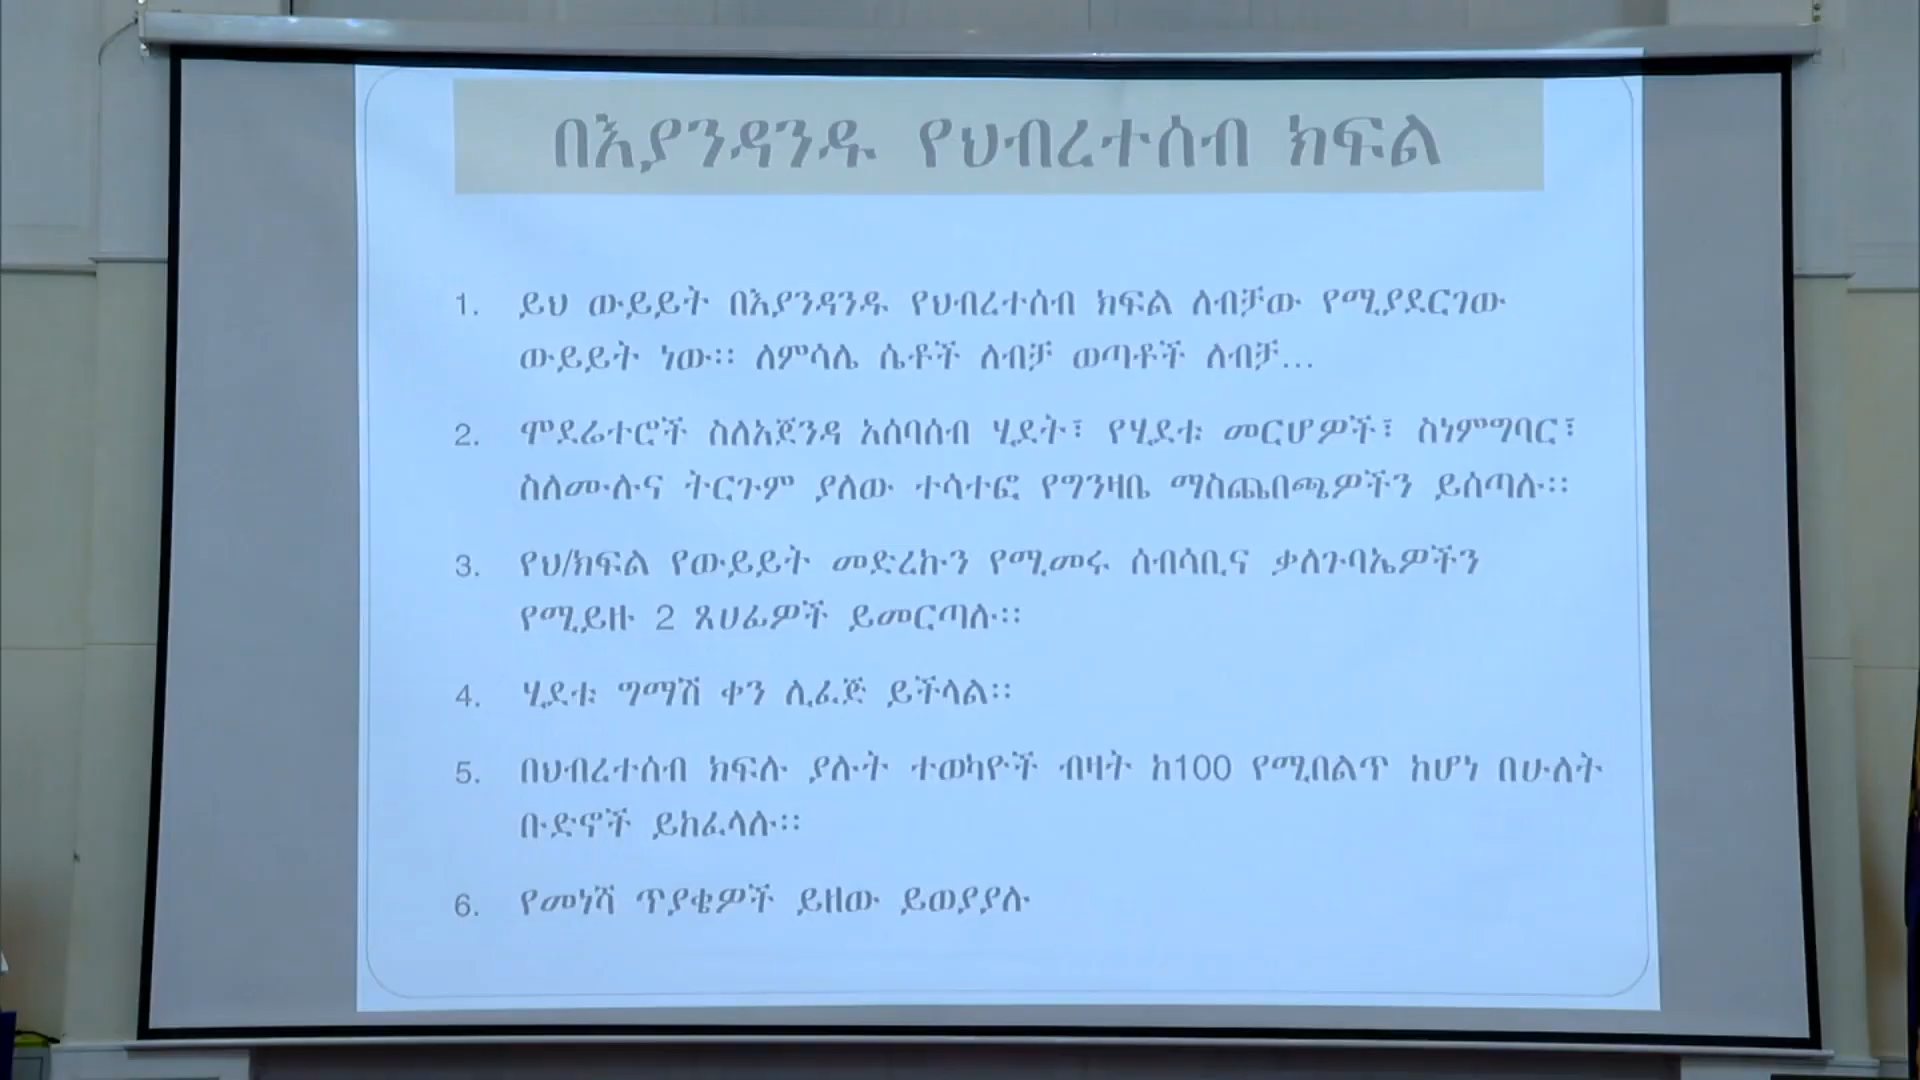 በእያንዳንዱ የህብረተሰብ ክፍል
1. ይህ ውይይት በእያንዳንዱ የህብረተሰብ ክፍል ለብቻው የሚያደርገው
ውይይት ነው፡፡ ለምሳሌ ሴቶች ለብቻ ወጣቶች ለብቻ...
2. ሞደሬተሮች ስለአጀንዳ አሰባሰብ ሂደት፣ የሂደቱ መርሆዎች፣ ስነምግባር፣
ስለሙሉና ትርጉም ያለው ተሳተፎ የግንዛቤ ማስጨበጫዎችን ይሰጣሉ፡፡
3. የህ/ክፍል የውይይት መድረኩን የሚመሩ ሰብሳቢና ቃለጉባኤዎችን
የሚይዙ 2 ጸሀፊዎች ይመርጣሉ፡፡
4. ሂደቱ ግማሽ ቀን ሊፈጅ ይችላል፡፡
5. በህብረተሰብ ክፍሉ ያሉት ተወካዮች ብዛት ከ100 የሚበልጥ ከሆነ በሁለት
ቡድኖች ይከፈላሉ፡፡
6. የመነሻ ጥያቄዎች ይዘው ይወያያሉ